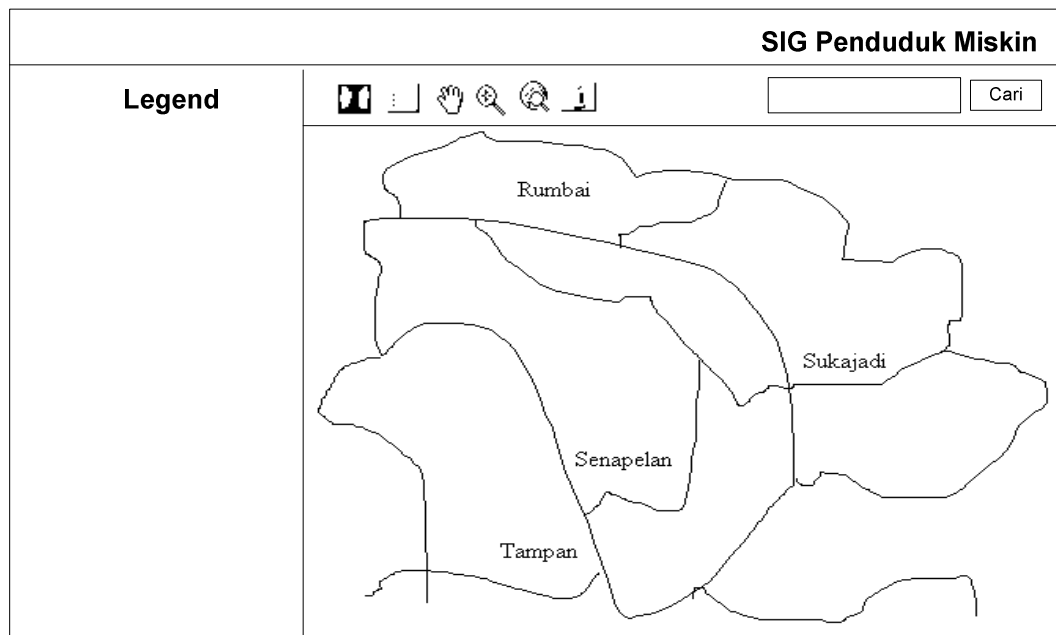 SIG Penduduk Miskin
Legend
Cari
Rumbai
Sukajadi
Senapelan
Tampan